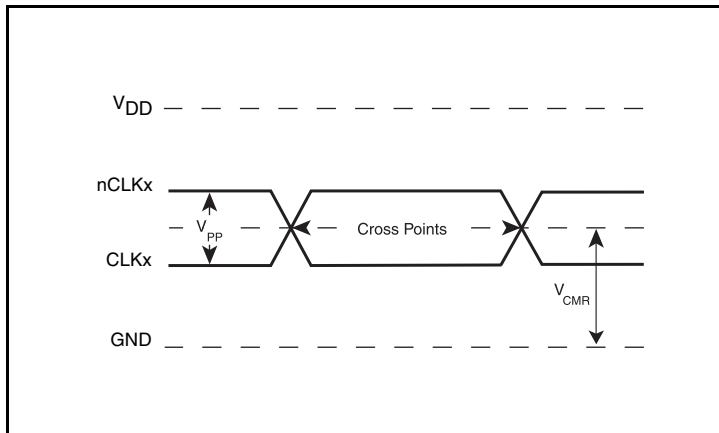 VDD
nCLKx
VPP
Cross Points
CLKx
VCMR
GND